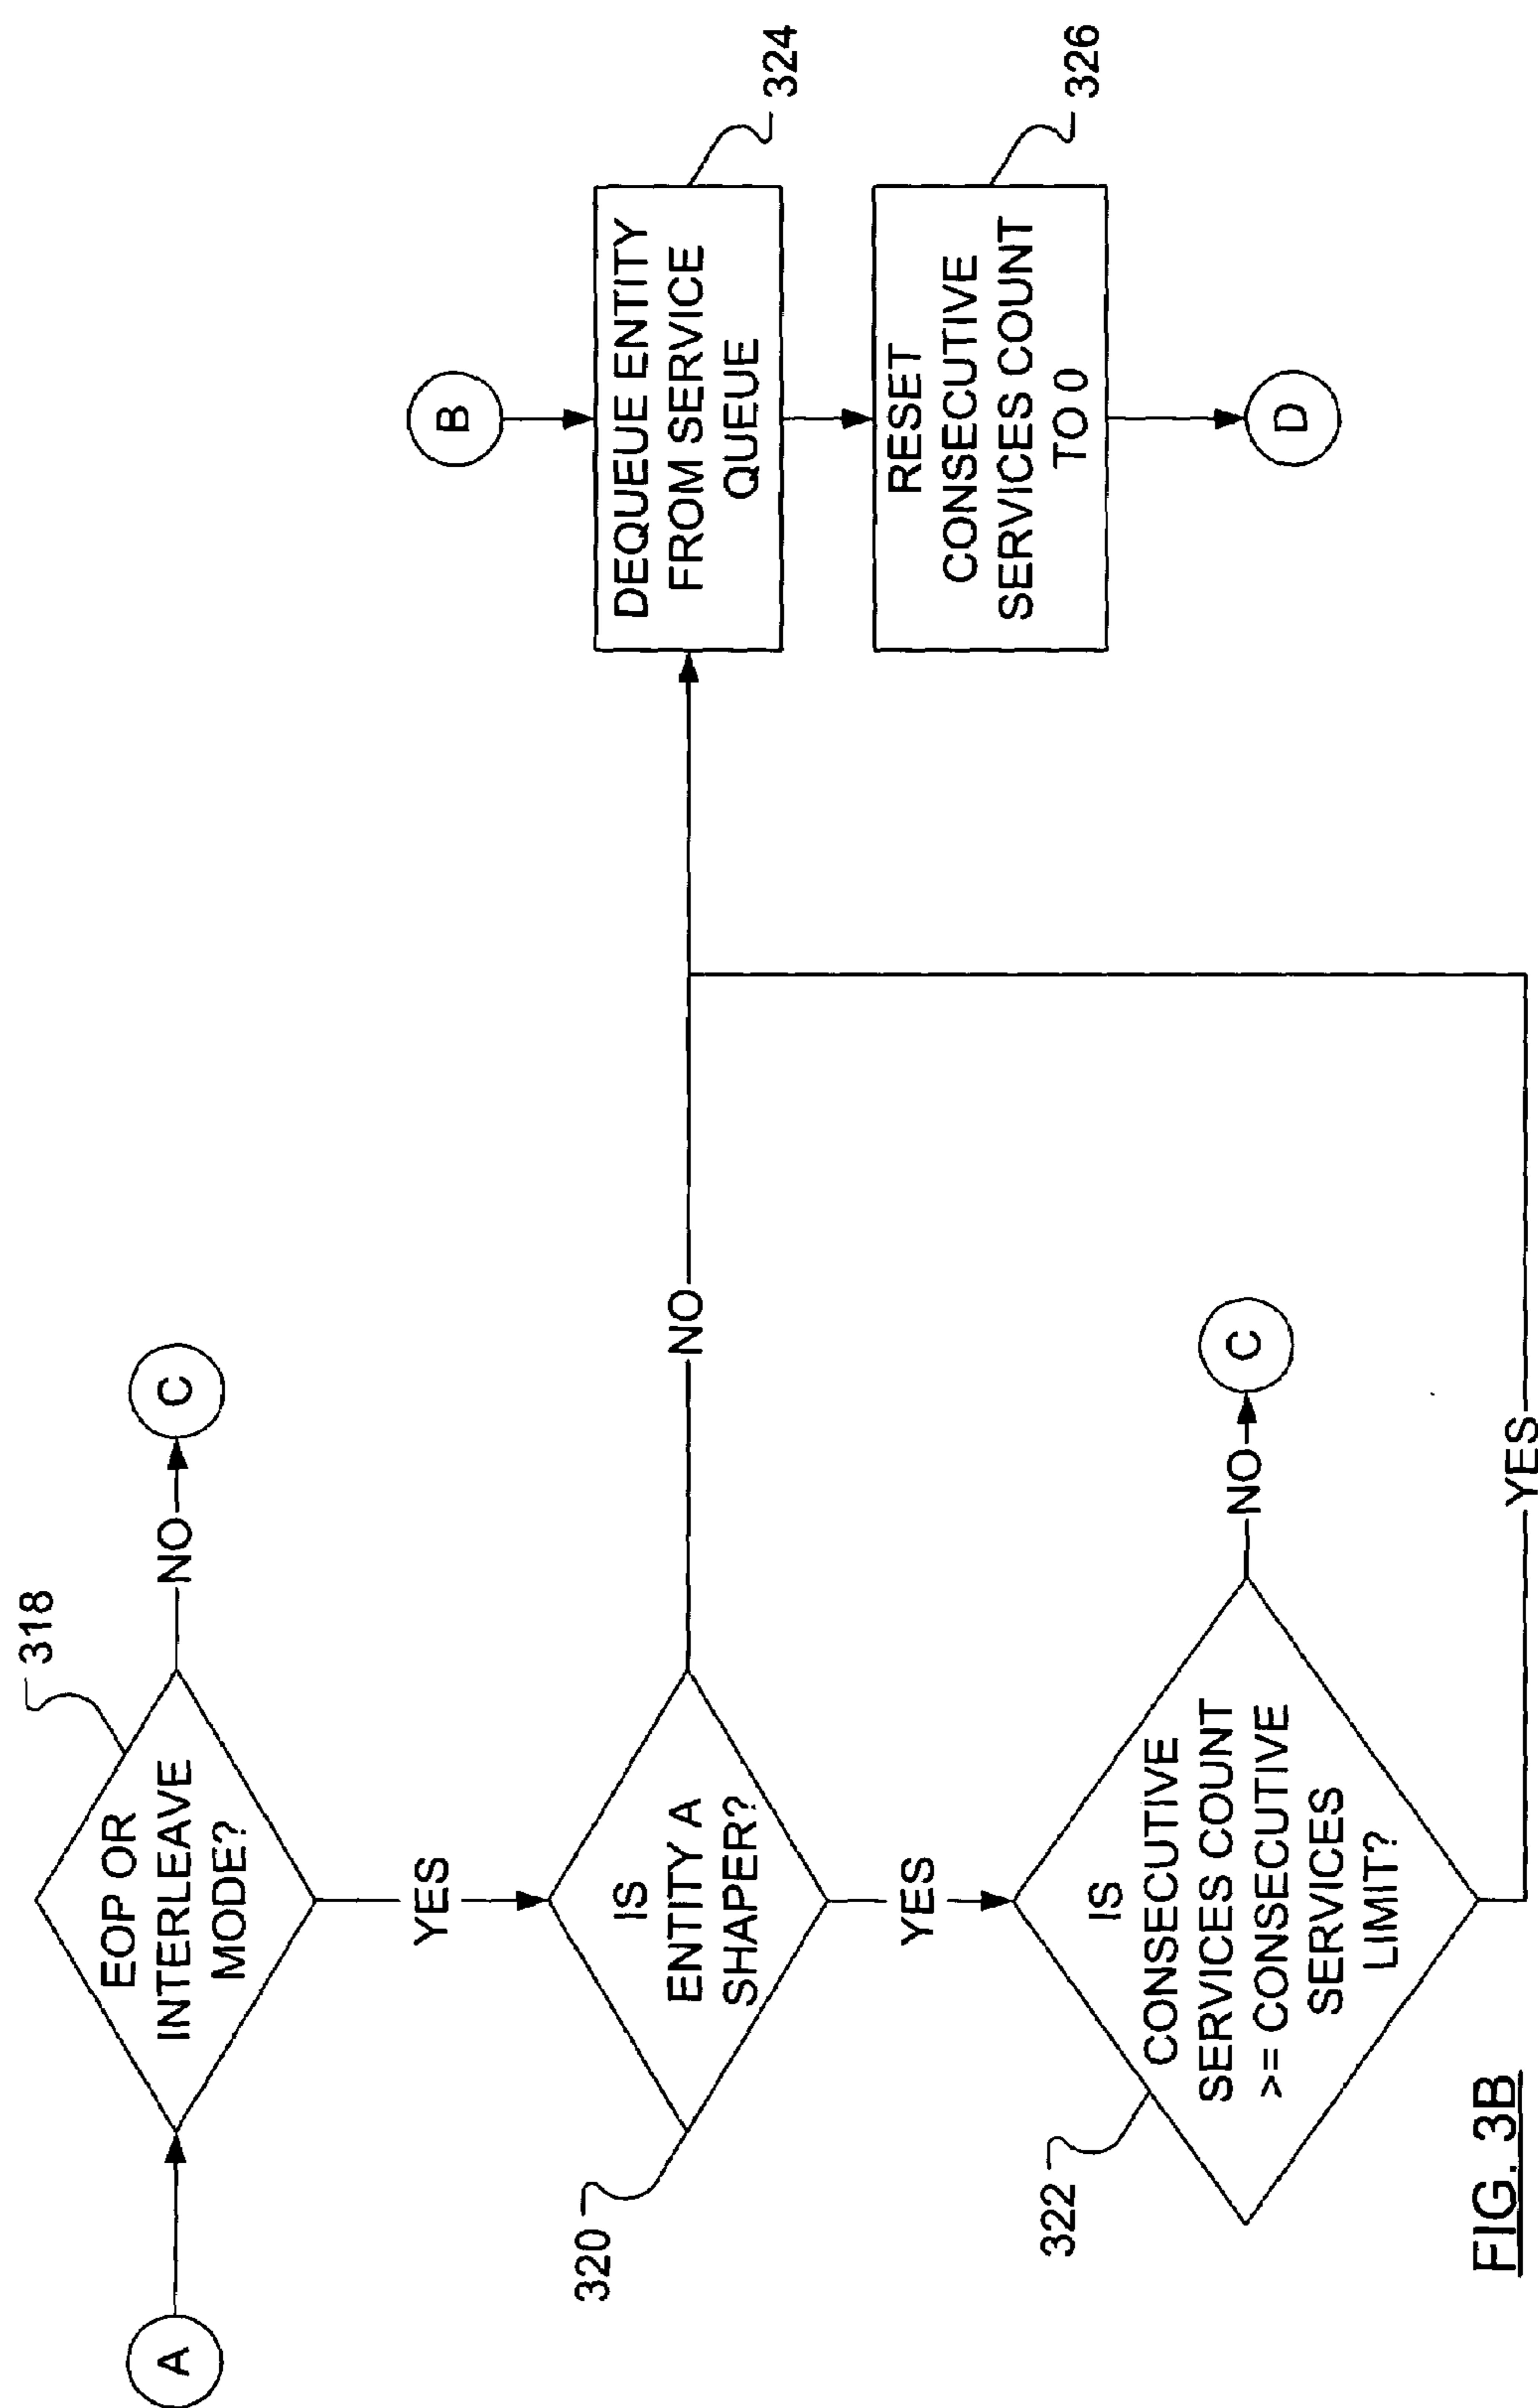 A
EOP OR
INTERLEAVE
MODE?
318
NO
C
YES
IS
ENTITY A
SHAPER?
320
NO
YES
IS
CONSECUTIVE
SERVICES COUNT
>= CONSECUTIVE
SERVICES
LIMIT?
322
NO
C
YES
B
DEQUEUE ENTITY
FROM SERVICE
QUEUE
324
RESET
CONSECUTIVE
SERVICES COUNT
TO 0
326
D
FIG. 3B